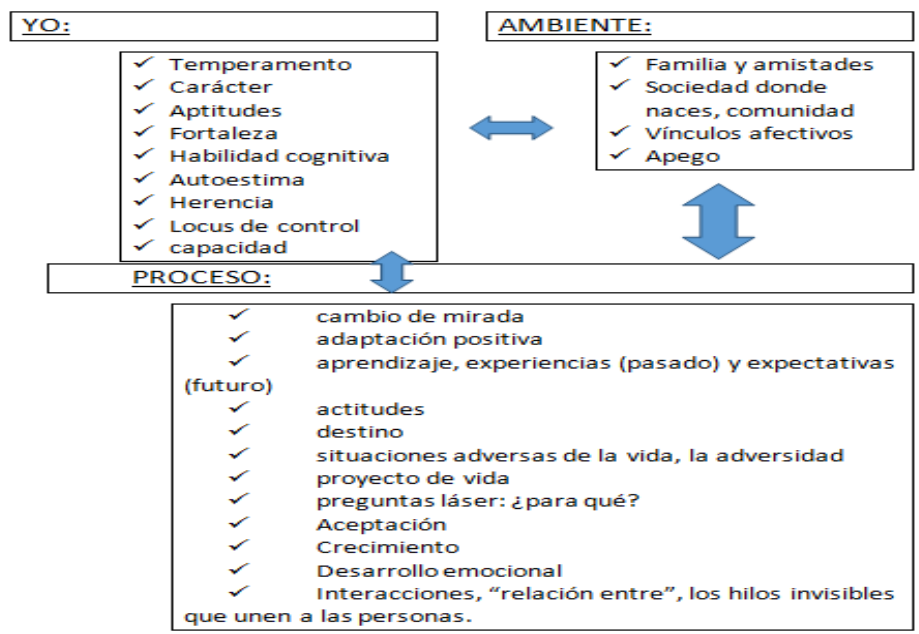 YO:
✓ Temperamento
✓ Carácter
✓ Aptitudes
✓ Fortaleza
✓ Habilidad cognitiva
✓ Autoestima
✓ Herencia
✓ Locus de control
✓ capacidad
AMBIENTE:
✓ Familia y amistades
✓ Sociedad donde
naces, comunidad
✓ Vínculos afectivos
✓ Apego
PROCESO:
✓ cambio de mirada
✓ adaptación positiva
✓ aprendizaje, experiencias (pasado) y expectativas
(futuro)
✓ actitudes
✓ destino
✓ situaciones adversas de la vida, la adversidad
✓ proyecto de vida
✓ preguntas láser: ¿para qué?
✓ Aceptación
✓ Crecimiento
✓ Desarrollo emocional
✓ Interacciones, “relación entre”, los hilos invisibles
que unen a las personas.